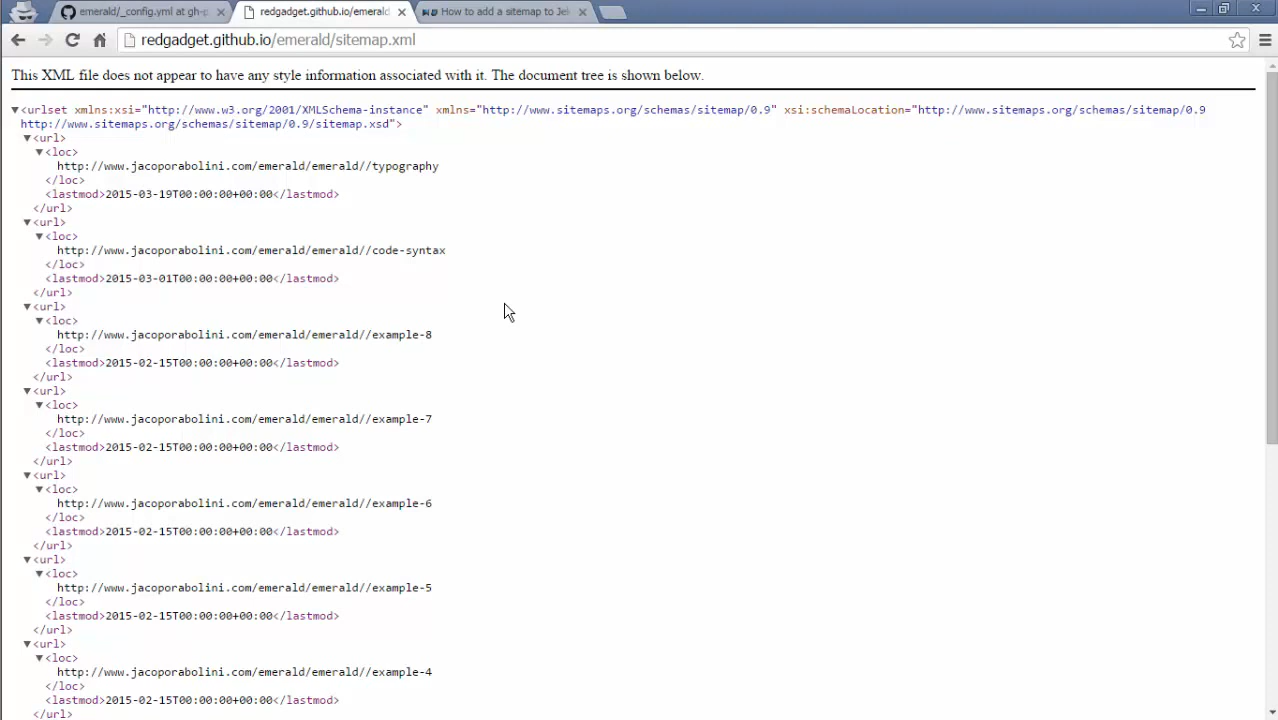 emerald/_config.yml at gh-p
redgadget.github.io/emerald
How to add a sitemap to Jek
redgadget.github.io/emerald/sitemap.xml
This XML file does not appear to have any style information associated with it. The document tree is shown below.
<urlset xmlns:xsi="http://www.w3.org/2001/XMLSchema-instance" xmlns="http://www.sitemaps.org/schemas/sitemap/0.9" xsi:schemaLocation="http://www.sitemaps.org/schemas/sitemap/0.9
http://www.sitemaps.org/schemas/sitemap/0.9/sitemap.xsd">
<url>
<loc>
http://www.jacoporabolini.com/emerald/emerald//typography
</loc>
<lastmod>2015-03-19T00:00:00+00:00</lastmod>
</url>
<url>
<loc>
http://www.jacoporabolini.com/emerald/emerald//code-syntax
</loc>
<lastmod>2015-03-01T00:00:00+00:00</lastmod>
</url>
<url>
<loc>
http://www.jacoporabolini.com/emerald/emerald//example-8
</loc>
<lastmod>2015-02-15T00:00:00+00:00</lastmod>
</url>
<url>
<loc>
http://www.jacoporabolini.com/emerald/emerald//example-7
</loc>
<lastmod>2015-02-15T00:00:00+00:00</lastmod>
</url>
<url>
<loc>
http://www.jacoporabolini.com/emerald/emerald//example-6
</loc>
<lastmod>2015-02-15T00:00:00+00:00</lastmod>
</url>
<url>
<loc>
http://www.jacoporabolini.com/emerald/emerald//example-5
</loc>
<lastmod>2015-02-15T00:00:00+00:00</lastmod>
</url>
<url>
<loc>
http://www.jacoporabolini.com/emerald/emerald//example-4
</loc>
<lastmod>2015-02-15T00:00:00+00:00</lastmod>
</url>